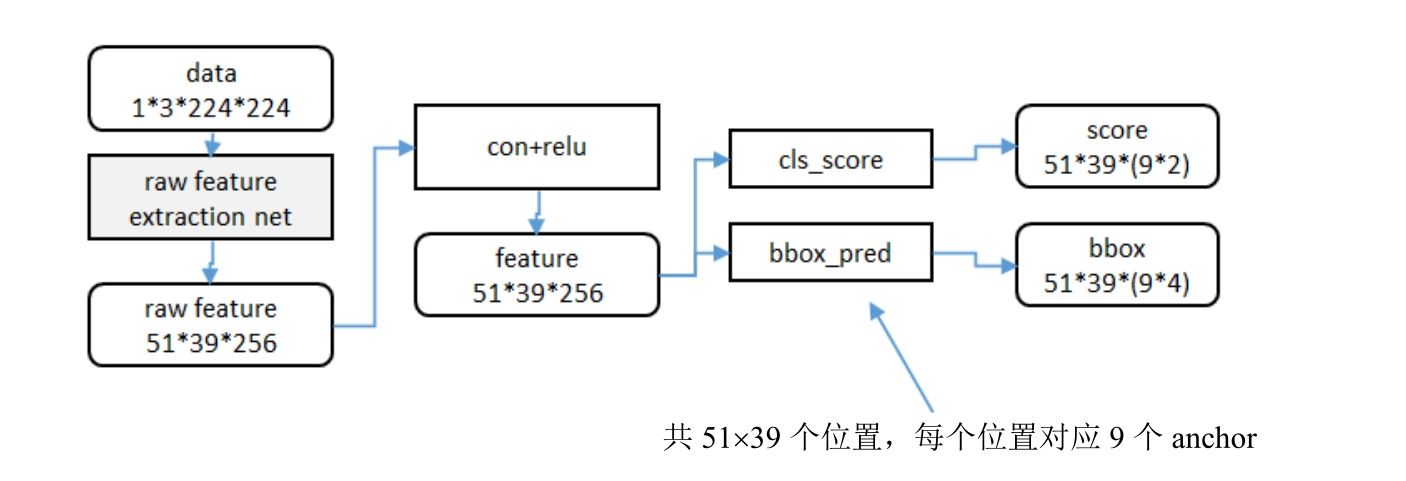 data
1*3*224*224
raw feature
extraction net
raw feature
51*39*256
con+relu
feature
51*39*256
cls_score
bbox_pred
score
51*39*(9*2)
bbox
51*39*(9*4)
共 51×39 个位置，每个位置对应 9 个 anchor